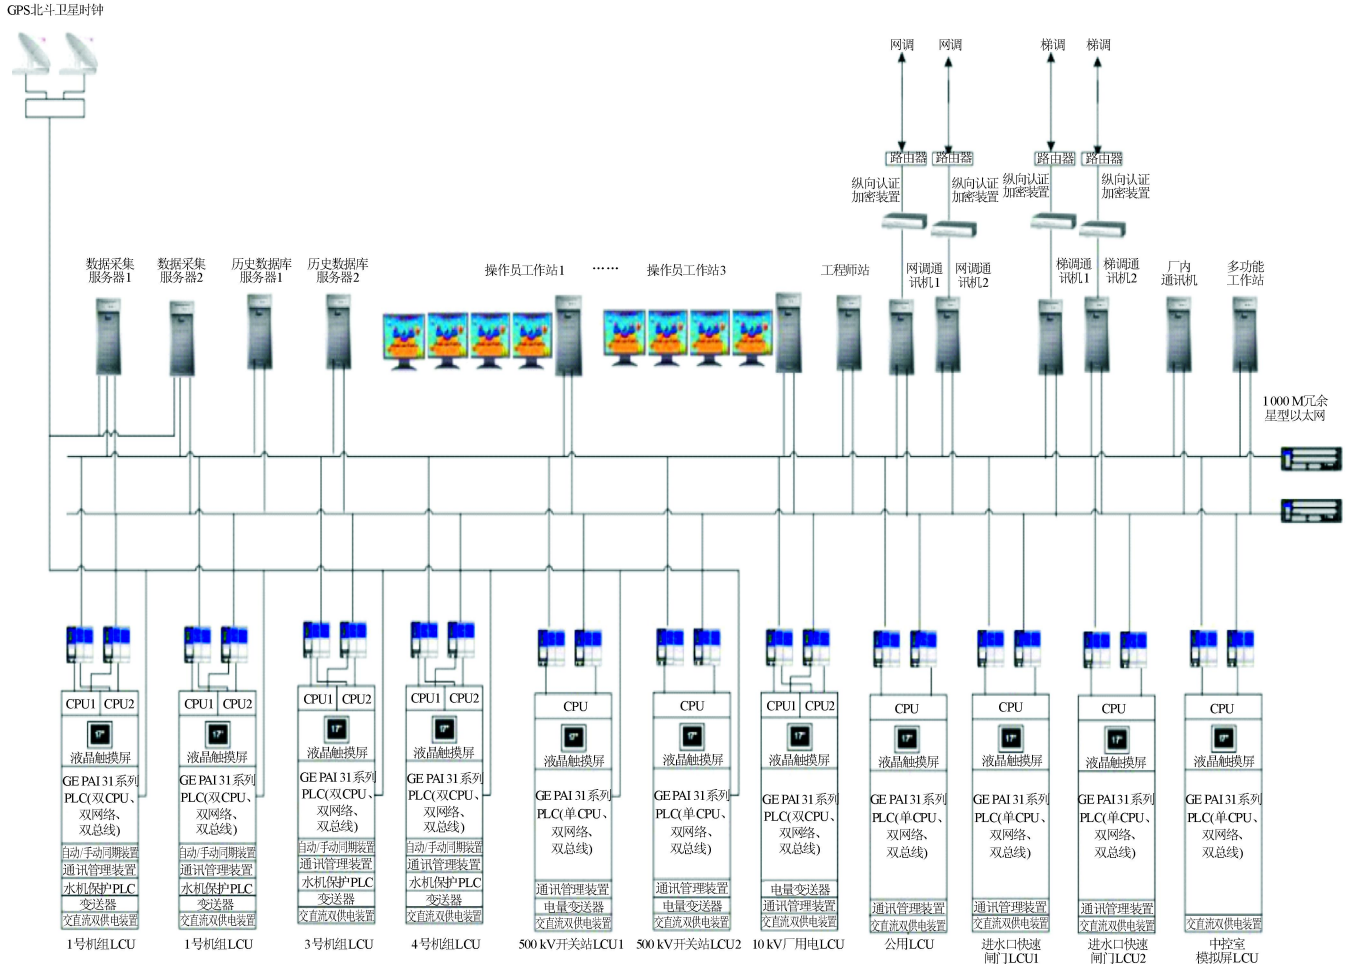 GPS北斗卫星时钟
网调
网调
梯调
梯调
路由器
路由器
路由器
路由器
纵向认证
加密装置
纵向认证
加密装置
纵向认证
加密装置
纵向认证
加密装置
数据采集
服务器1
数据采集
服务器2
历史数据库
服务器1
历史数据库
服务器2
操作员工作站1
……
操作员工作站3
工程师站
网调通
讯机1
网调通
讯机2
梯调通
讯机1
梯调通
讯机2
厂内
通讯机
多功能
工作站
1 000 M冗余
星型以太网
CPU1
CPU2
17"
液晶触摸屏
GE PAI 31系列
PLC(双CPU、
双网络、
双总线)
自动/手动同期装置
通讯管理装置
水机保护PLC
变送器
交直流双供电装置
1号机组LCU
CPU1
CPU2
17"
液晶触摸屏
GE PAI 31系列
PLC(双CPU、
双网络、
双总线)
自动/手动同期装置
通讯管理装置
水机保护PLC
变送器
交直流双供电装置
1号机组LCU
CPU1
CPU2
17"
液晶触摸屏
GE PAI 31系列
PLC(双CPU、
双网络、
双总线)
自动/手动同期装置
通讯管理装置
水机保护PLC
变送器
交直流双供电装置
3号机组LCU
CPU1
CPU2
17"
液晶触摸屏
GE PAI 31系列
PLC(双CPU、
双网络、
双总线)
自动/手动同期装置
通讯管理装置
水机保护PLC
变送器
交直流双供电装置
4号机组LCU
CPU
17"
液晶触摸屏
GE PAI 31系列
PLC(单CPU、
双网络、
双总线)
通讯管理装置
电量变送器
交直流双供电装置
500 kV开关站LCU1
CPU
17"
液晶触摸屏
GE PAI 31系列
PLC(单CPU、
双网络、
双总线)
通讯管理装置
电量变送器
交直流双供电装置
500 kV开关站LCU2
CPU1
CPU2
17"
液晶触摸屏
GE PAI 31系列
PLC(双CPU、
双网络、
双总线)
电量变送器
通讯管理装置
交直流双供电装置
10 kV厂用电LCU
CPU
17"
液晶触摸屏
GE PAI 31系列
PLC(单CPU、
双网络、
双总线)
通讯管理装置
交直流双供电装置
公用LCU
CPU
17"
液晶触摸屏
GE PAI 31系列
PLC(单CPU、
双网络、
双总线)
通讯管理装置
交直流双供电装置
进水口快速
闸门LCU1
CPU
17"
液晶触摸屏
GE PAI 31系列
PLC(单CPU、
双网络、
双总线)
通讯管理装置
交直流双供电装置
进水口快速
闸门LCU2
CPU
17"
液晶触摸屏
GE PAI 31系列
PLC(单CPU、
双网络、
双总线)
交直流双供电装置
中控室
模拟屏LCU